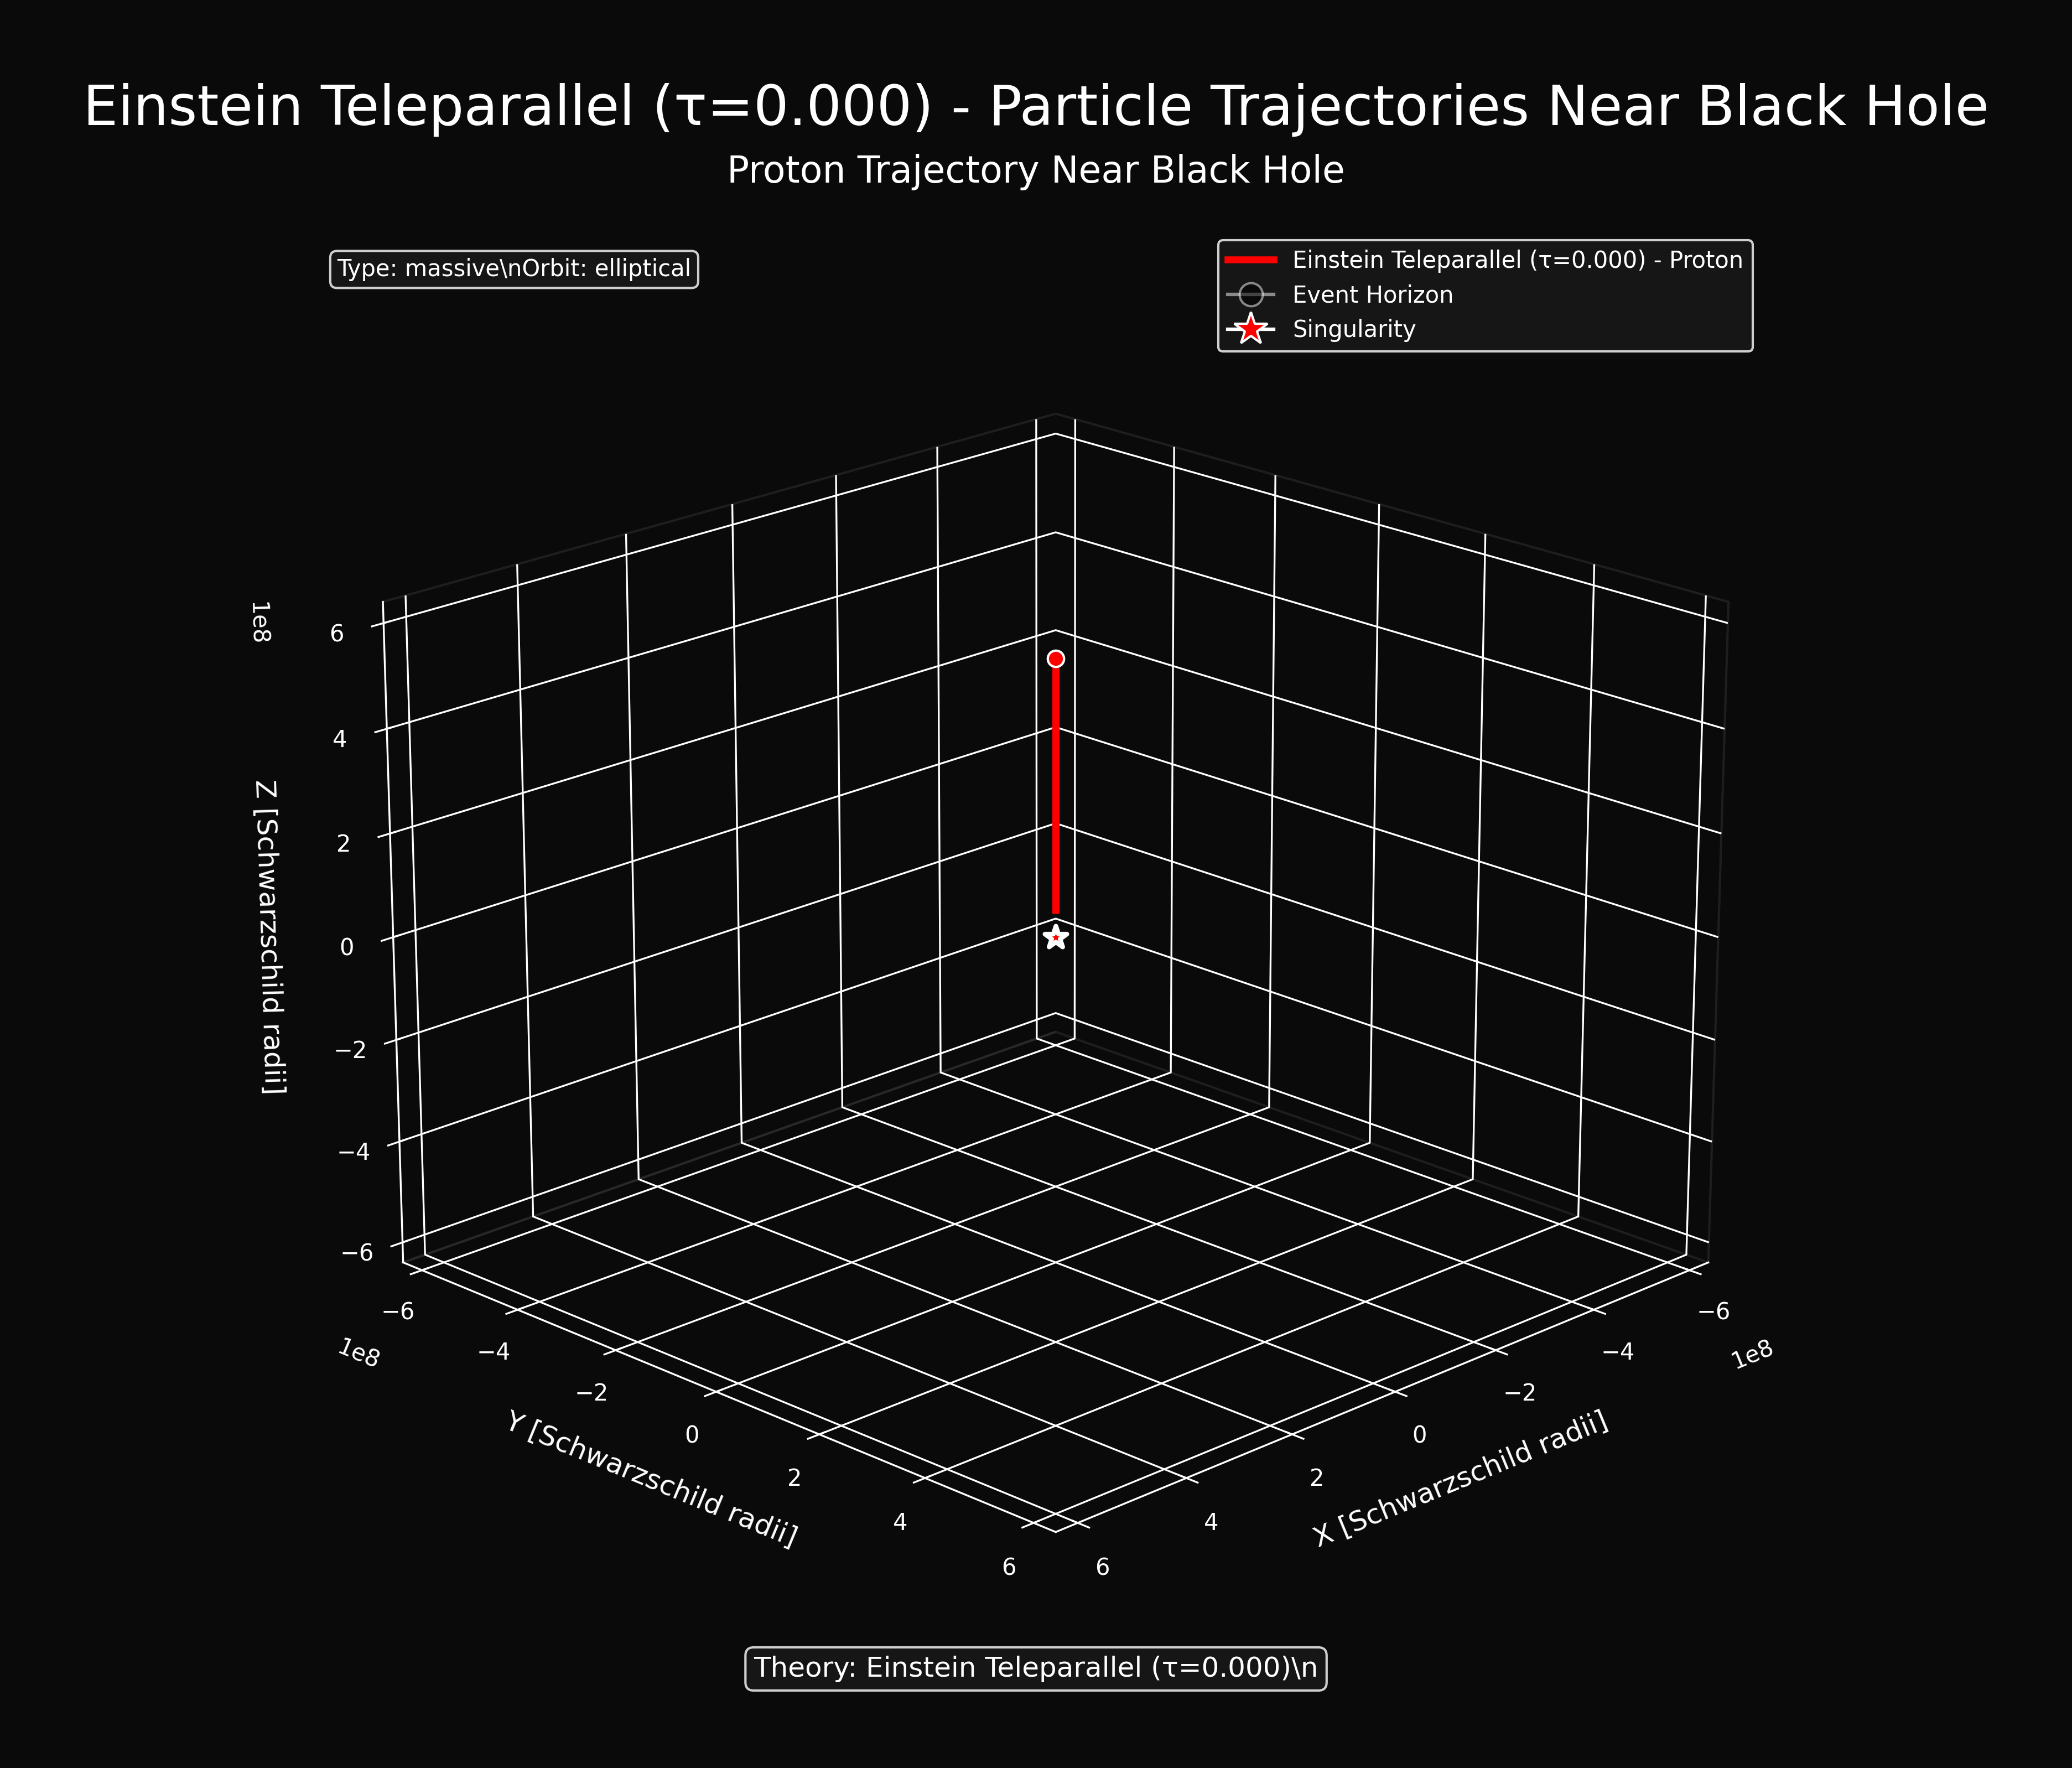 Einstein Teleparallel (τ=0.000) - Particle Trajectories Near Black Hole
Proton Trajectory Near Black Hole
Type: massive\nOrbit: elliptical
Einstein Teleparallel (τ=0.000) - Proton
Event Horizon
Singularity
1e8
6
4
2
0
−2
−4
−6
Z [Schwarzschild radii]
−6
−4
−2
0
2
4
6
1e8
Y [Schwarzschild radii]
6
4
2
0
−2
−4
−6
1e8
X [Schwarzschild radii]
Theory: Einstein Teleparallel (τ=0.000)\n